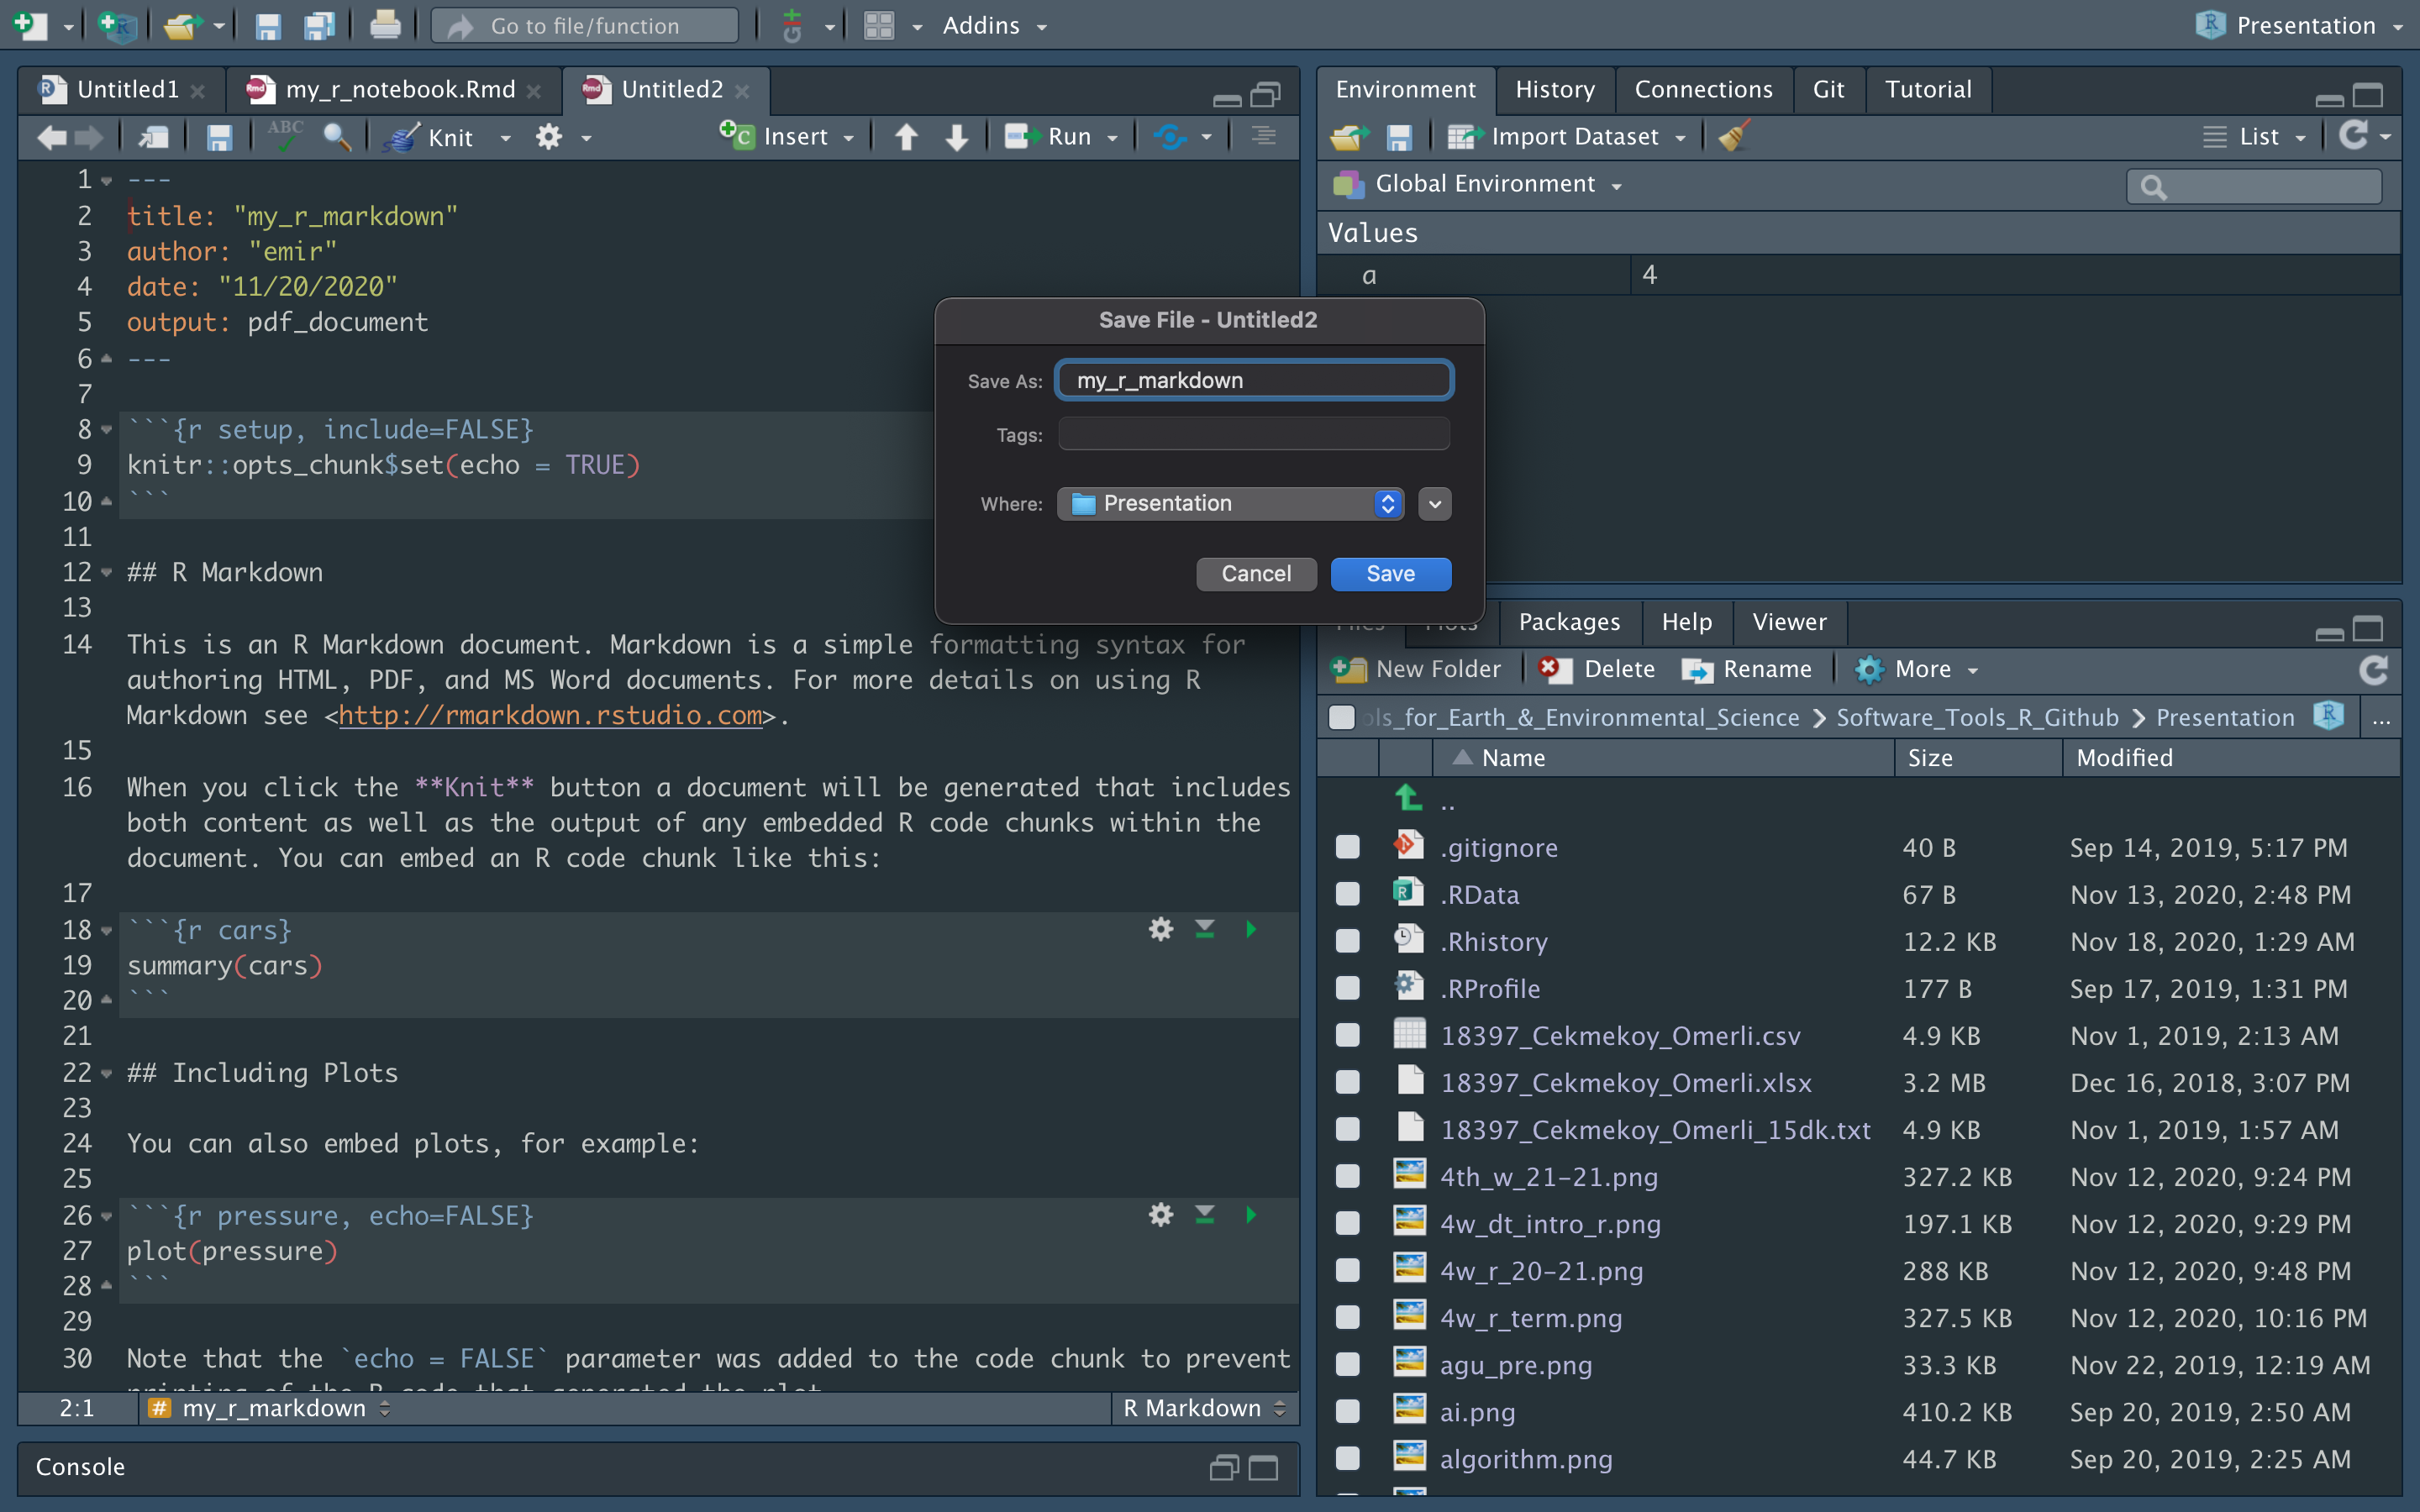 Go to file/function
Addins
Presentation
Untitled1
my_r_notebook.Rmd
Untitled2
ABC
Knit
Insert
Run
1 ---
2 title: "my_r_markdown"
3 author: "emir"
4 date: "11/20/2020"
5 output: pdf_document
6 ---
7
8 ```{r setup, include=FALSE}
9 knitr::opts_chunk$set(echo = TRUE)
10 ```
11
12 ## R Markdown
13
14 This is an R Markdown document. Markdown is a simple formatting syntax for
authoring HTML, PDF, and MS Word documents. For more details on using R
Markdown see <http://rmarkdown.rstudio.com>.
15
16 When you click the **Knit** button a document will be generated that includes
both content as well as the output of any embedded R code chunks within the
document. You can embed an R code chunk like this:
17
18 ```{r cars}
19 summary(cars)
20 ```
21
22 ## Including Plots
23
24 You can also embed plots, for example:
25
26 ```{r pressure, echo=FALSE}
27 plot(pressure)
28 ```
29
30 Note that the `echo = FALSE` parameter was added to the code chunk to prevent
printing of the R code that generated the plot
2:1 # my_r_markdown R Markdown
Console
Save File - Untitled2
Save As: my_r_markdown
Tags:
Where: Presentation
Cancel Save
Environment History Connections Git Tutorial
Import Dataset List
Global Environment
Values
a 4
Files Plots Packages Help Viewer
New Folder Delete Rename More
ols_for_Earth_&_Environmental_Science Software_Tools_R_Github Presentation ...
Name Size Modified
..
.gitignore 40 B Sep 14, 2019, 5:17 PM
.RData 67 B Nov 13, 2020, 2:48 PM
.Rhistory 12.2 KB Nov 18, 2020, 1:29 AM
.RProfile 177 B Sep 17, 2019, 1:31 PM
18397_Cekmekoy_Omerli.csv 4.9 KB Nov 1, 2019, 2:13 AM
18397_Cekmekoy_Omerli.xlsx 3.2 MB Dec 16, 2018, 3:07 PM
18397_Cekmekoy_Omerli_15dk.txt 4.9 KB Nov 1, 2019, 1:57 AM
4th_w_21-21.png 327.2 KB Nov 12, 2020, 9:24 PM
4w_dt_intro_r.png 197.1 KB Nov 12, 2020, 9:29 PM
4w_r_20-21.png 288 KB Nov 12, 2020, 9:48 PM
4w_r_term.png 327.5 KB Nov 12, 2020, 10:16 PM
agu_pre.png 33.3 KB Nov 22, 2019, 12:19 AM
ai.png 410.2 KB Sep 20, 2019, 2:50 AM
algorithm.png 44.7 KB Sep 20, 2019, 2:25 AM